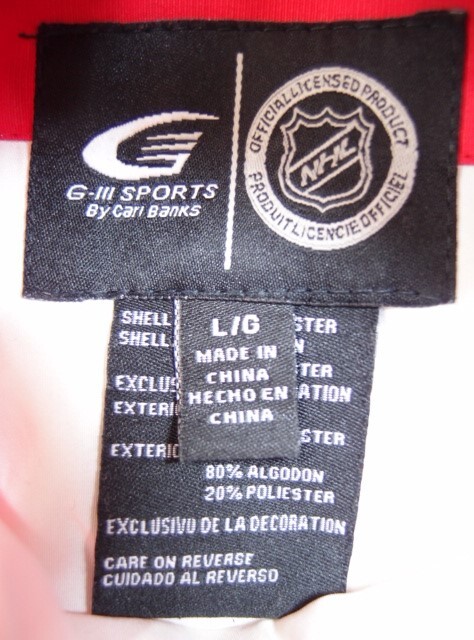 G-III SPORTS
By Carl Banks
OFFICIAL LICENSED PRODUCT
NHL
PRODUIT LICENCIE OFFICIEL
L/G
MADE IN
CHINA
HECHO EN
CHINA
SHELL
STER
SHELL
N
STER
EXCLUS
ATION
EXTERIO
EXTERIO
STER
80% ALGODON
20% POLIESTER
EXCLUSIVO DE LA DECORATION
CARE ON REVERSE
CUIDADO AL REVERSO